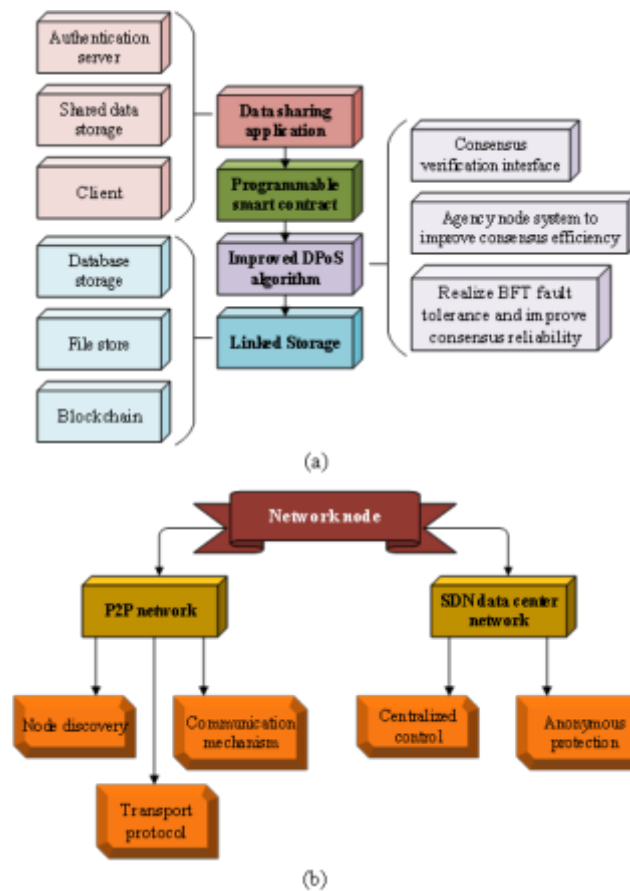 Authentication
server
Shared data
storage
Client
Data sharing
application
Programmable
smart contract
Improved DPoS
algorithm
Linked Storage
Database
storage
File store
Blockchain
Consensus
verification interface
Agency node system to
improve consensus efficiency
Realize BFT fault
tolerance and improve
consensus reliability
(a)
Network node
P2P network
SDN data center
network
Node discovery
Communication
mechanism
Transport
protocol
Centralized
control
Anonymous
protection
(b)